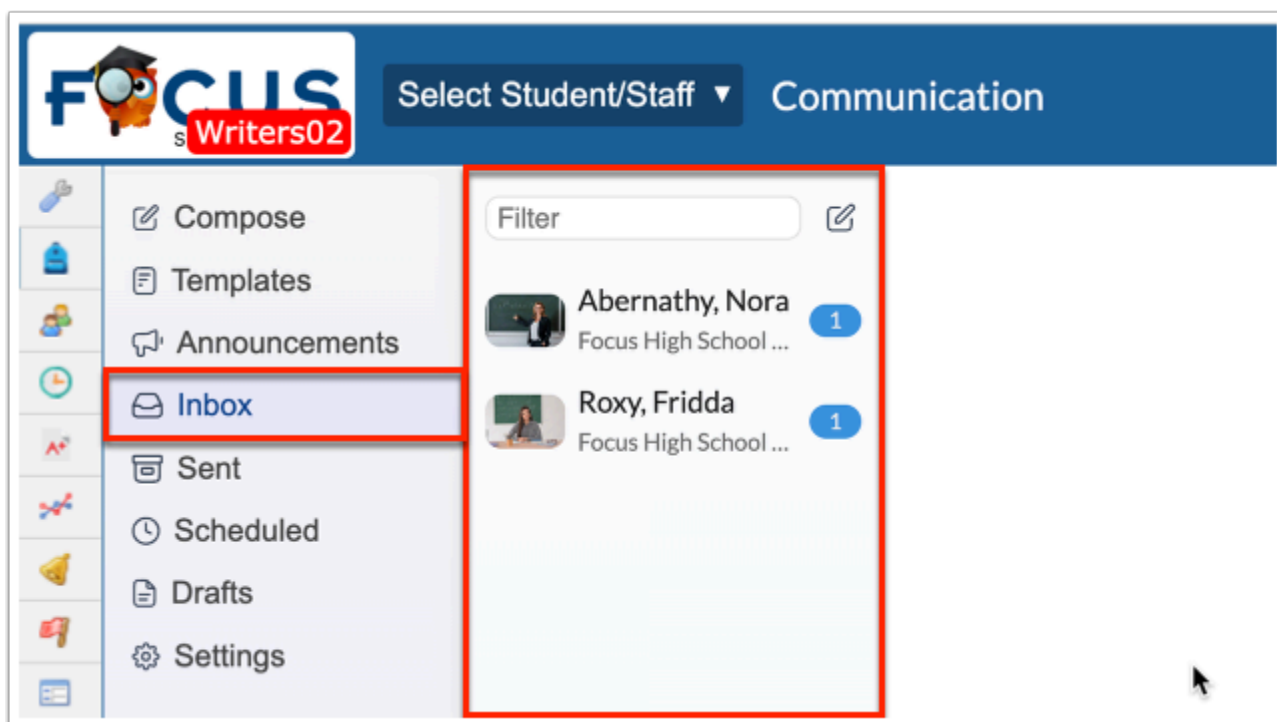 FOCUS
S
Writers02
Select Student/Staff ▼
Communication
Compose
Templates
Announcements
Inbox
Sent
Scheduled
Drafts
Settings
Filter
Abernathy, Nora
Focus High School ...
1
Roxy, Fridda
Focus High School ...
1
A+